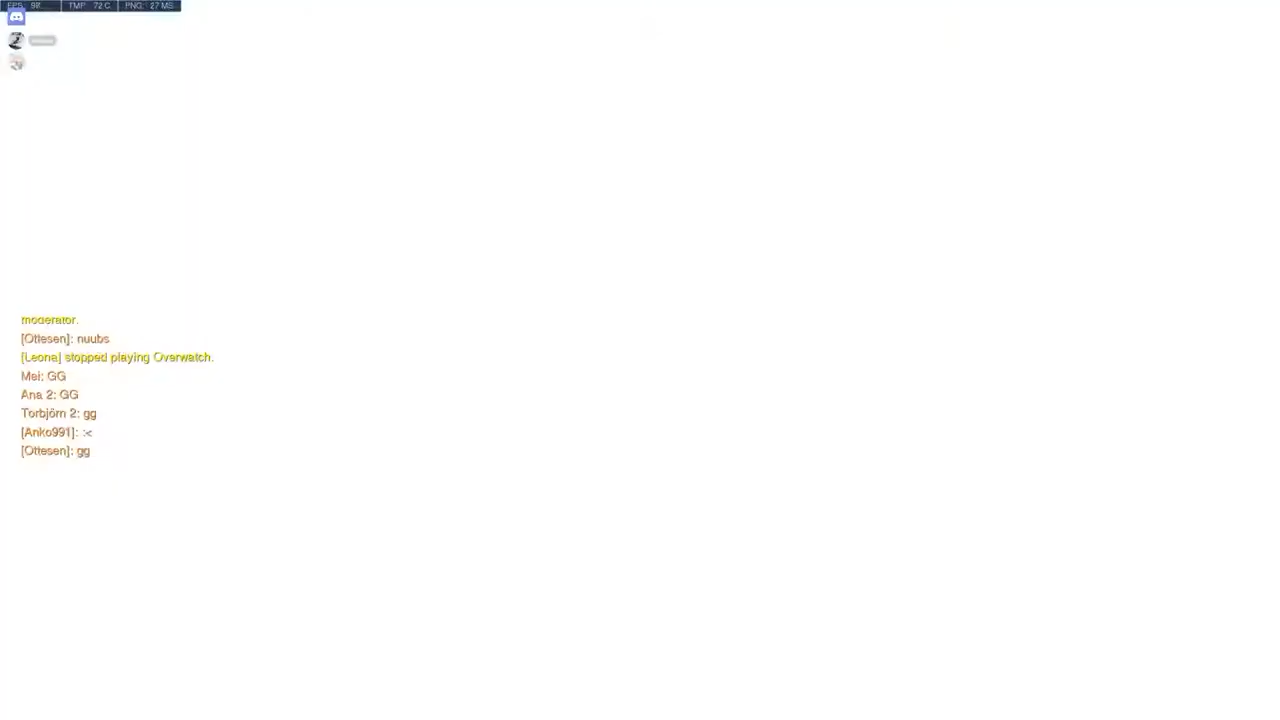 FPS: 90 TMP: 72 C PNG: 27 MS
moderator.
[Ottesen]: nuubs
[Leona] stopped playing Overwatch.
Mei: GG
Ana 2: GG
Torbjörn 2: gg
[Anko991]: :<
[Ottesen]: gg